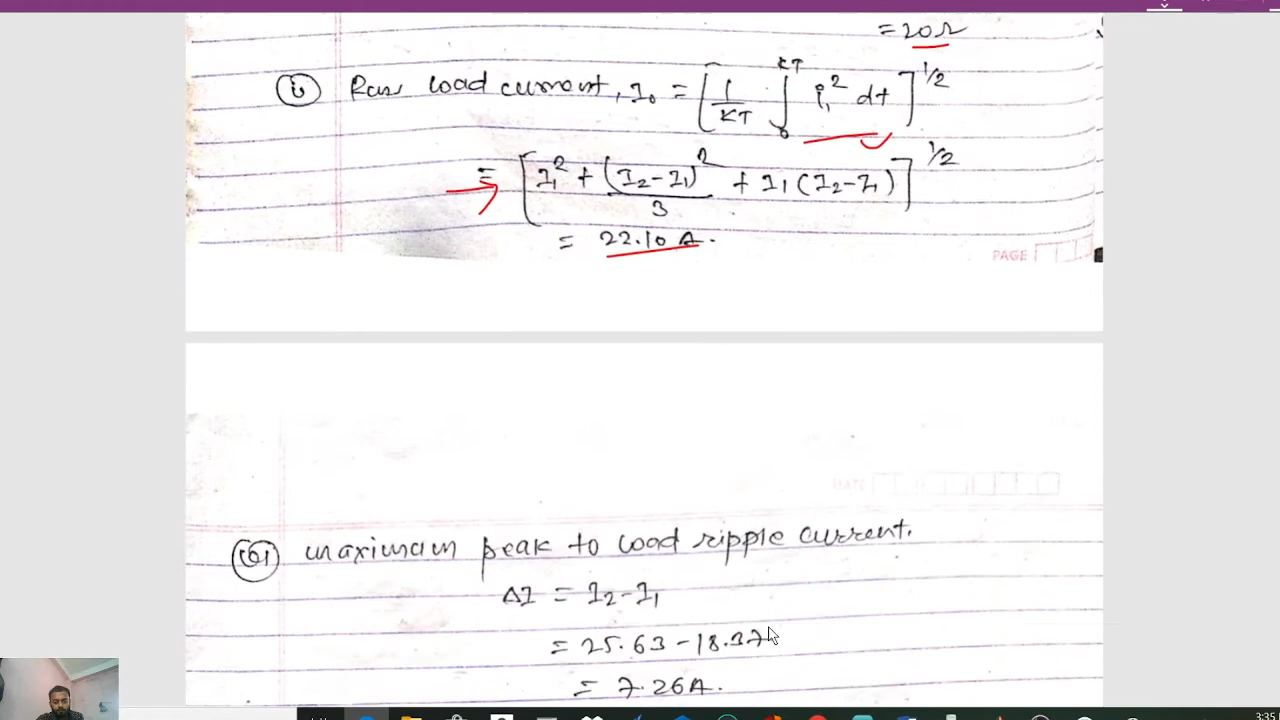 = 20Ω
(i) Rms load current, I₀ = [1/KT ∫₀^KT i₁² dt]^1/2
= [I₁² + (I₂-I₁)²/3 + I₁(I₂-I₁)]^1/2
= 22.10 A.
PAGE
DATE
maximum peak to load ripple current.
ΔI = I₂-I₁
= 25.63-18.37
= 7.26A.